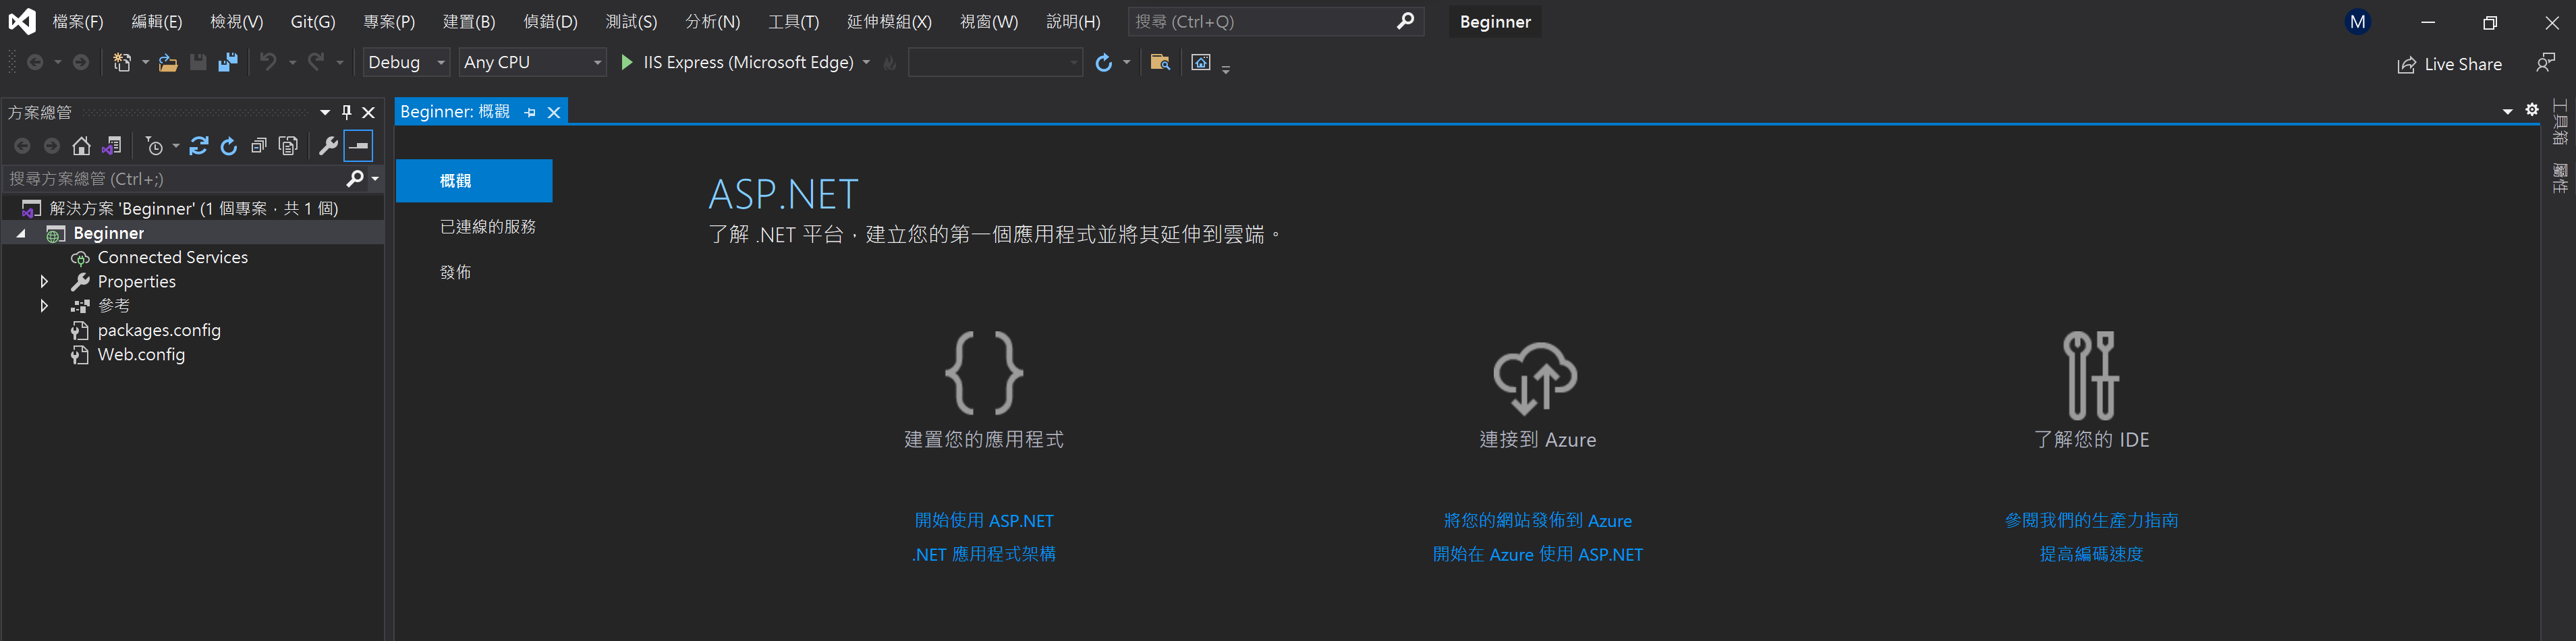 檔案(F) 編輯(E) 檢視(V) Git(G) 專案(P) 建置(B) 偵錯(D) 測試(S) 分析(N) 工具(T) 延伸模組(X) 視窗(W) 說明(H) 搜尋 (Ctrl+Q) Beginner M
Debug Any CPU IIS Express (Microsoft Edge) Live Share
方案總管
搜尋方案總管 (Ctrl+;)
解決方案 'Beginner' (1 個專案，共 1 個)
Beginner
Connected Services
Properties
參考
packages.config
Web.config
Beginner: 概觀
概觀
已連線的服務
發佈
ASP.NET
了解 .NET 平台，建立您的第一個應用程式並將其延伸到雲端。
建置您的應用程式
開始使用 ASP.NET
.NET 應用程式架構
連接到 Azure
將您的網站發佈到 Azure
開始在 Azure 使用 ASP.NET
了解您的 IDE
參閱我們的生產力指南
提高編碼速度
工具箱
屬性